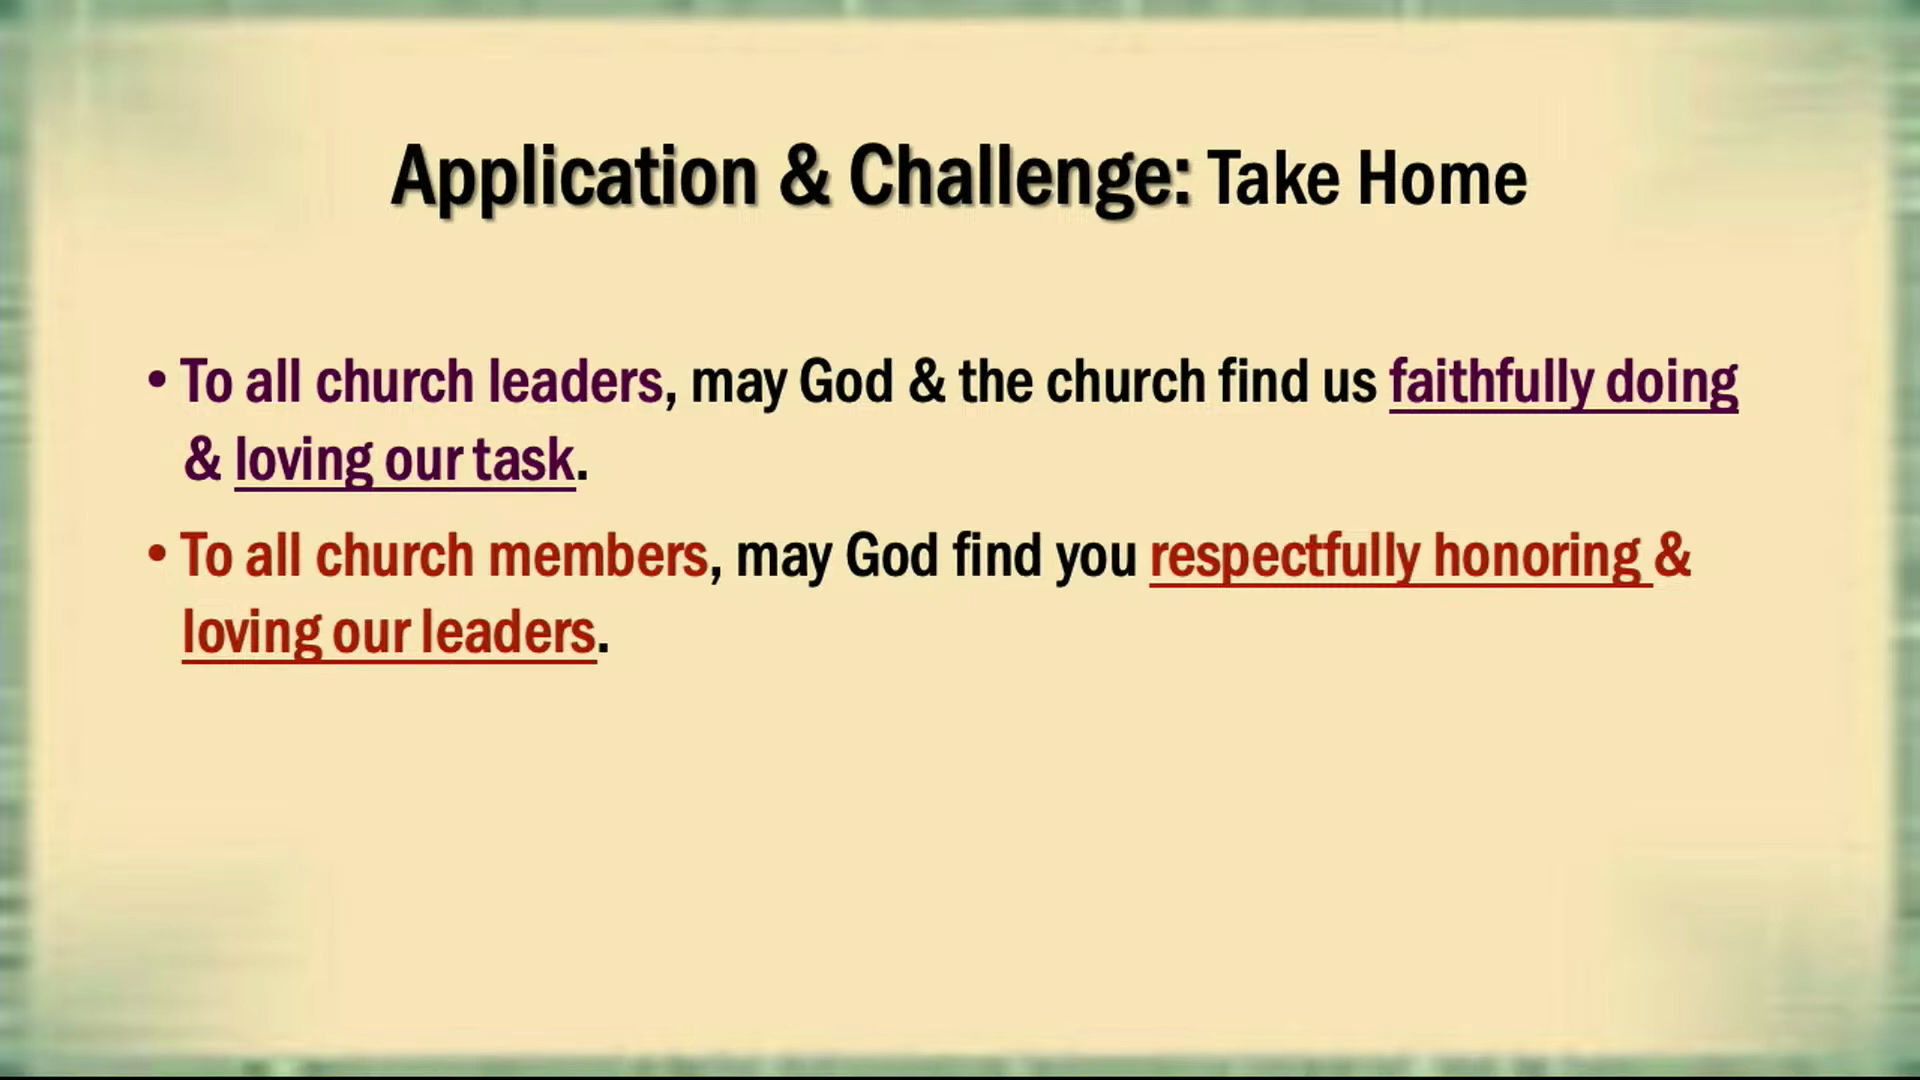 Application & Challenge: Take Home
• To all church leaders, may God & the church find us faithfully doing
& loving our task.
• To all church members, may God find you respectfully honoring &
loving our leaders.